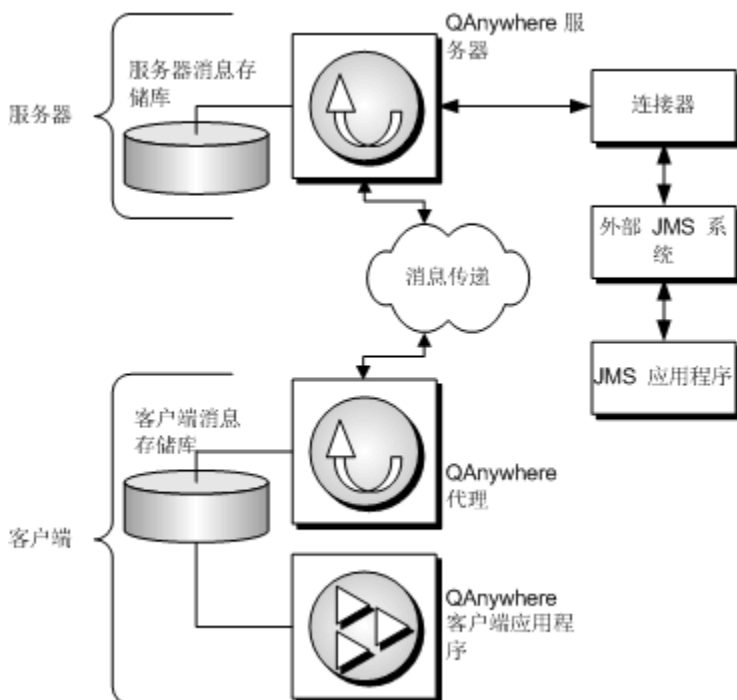 QAnywhere 服
务器
服务器消息存
储库
服务器
连接器
外部 JMS 系
统
消息传递
JMS 应用程序
客户端消息
存储库
QAnywhere
代理
客户端
QAnywhere
客户端应用程
序